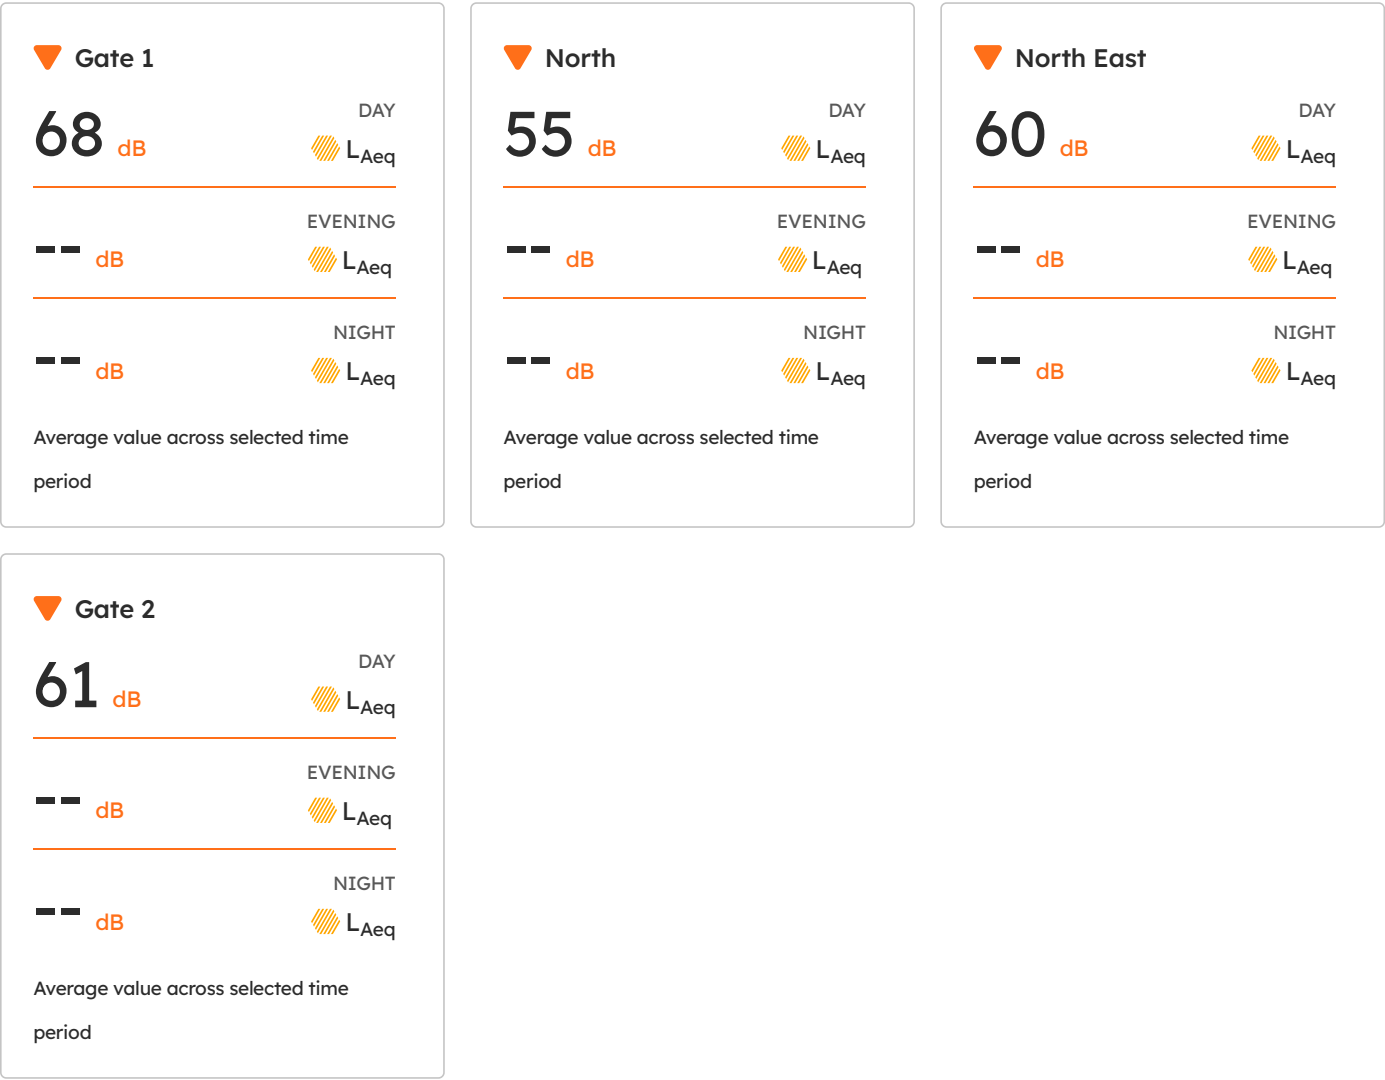 Gate 1
DAY
68 dB LAeq
EVENING
-- dB LAeq
NIGHT
-- dB LAeq
Average value across selected time
period
North
DAY
55 dB LAeq
EVENING
-- dB LAeq
NIGHT
-- dB LAeq
Average value across selected time
period
North East
DAY
60 dB LAeq
EVENING
-- dB LAeq
NIGHT
-- dB LAeq
Average value across selected time
period
Gate 2
DAY
61 dB LAeq
EVENING
-- dB LAeq
NIGHT
-- dB LAeq
Average value across selected time
period